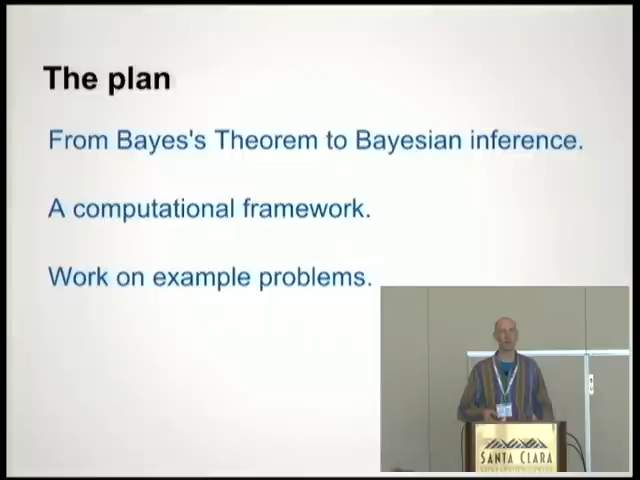 The plan
From Bayes's Theorem to Bayesian inference.
A computational framework.
Work on example problems.
SANTA CLARA